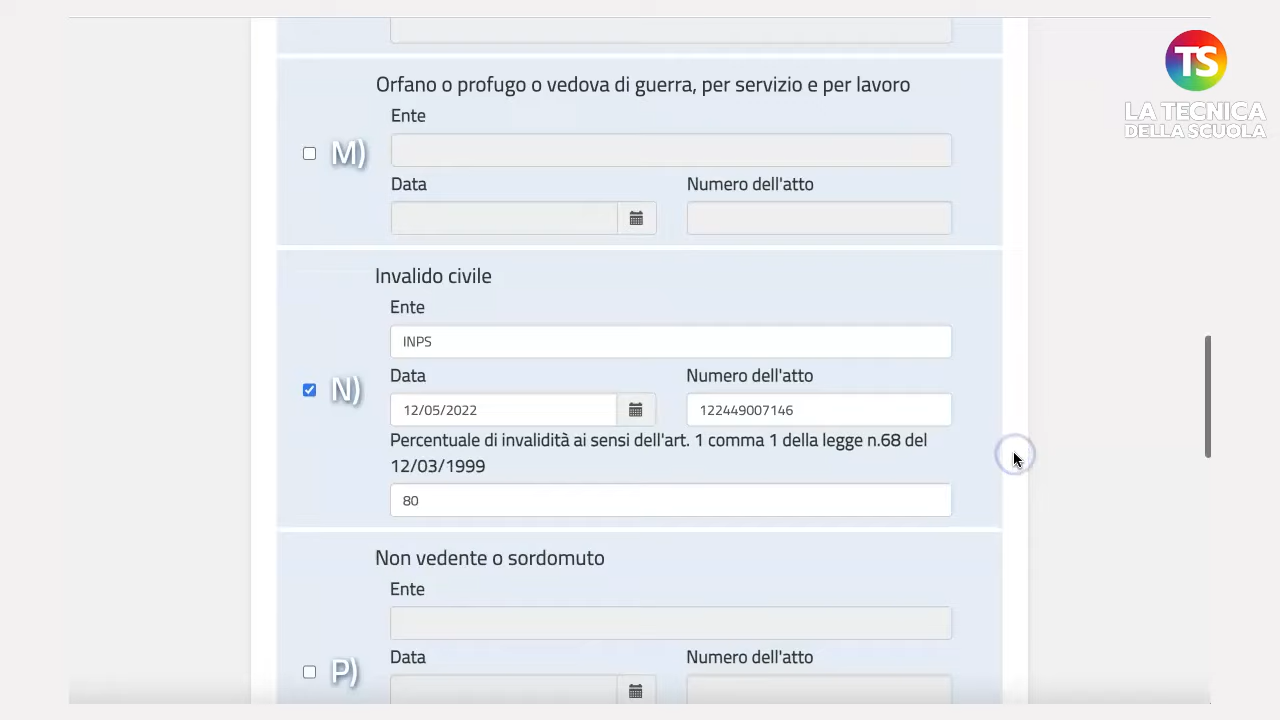 TS
LA TECNICA
DELLA SCUOLA
Orfano o profugo o vedova di guerra, per servizio e per lavoro
Ente
M)
Data
Numero dell'atto
Invalido civile
Ente
INPS
N)
Data
Numero dell'atto
12/05/2022
122449007146
Percentuale di invalidità ai sensi dell'art. 1 comma 1 della legge n.68 del
12/03/1999
80
Non vedente o sordomuto
Ente
P)
Data
Numero dell'atto